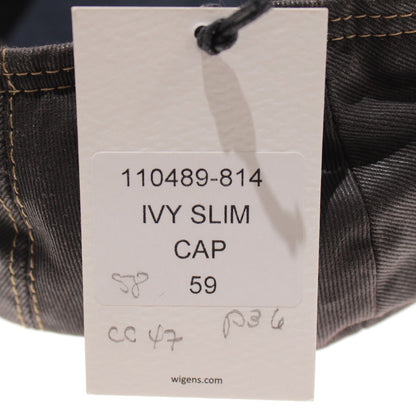 110489-814
IVY SLIM
CAP
59
58
CC 47 P36
wigens.com